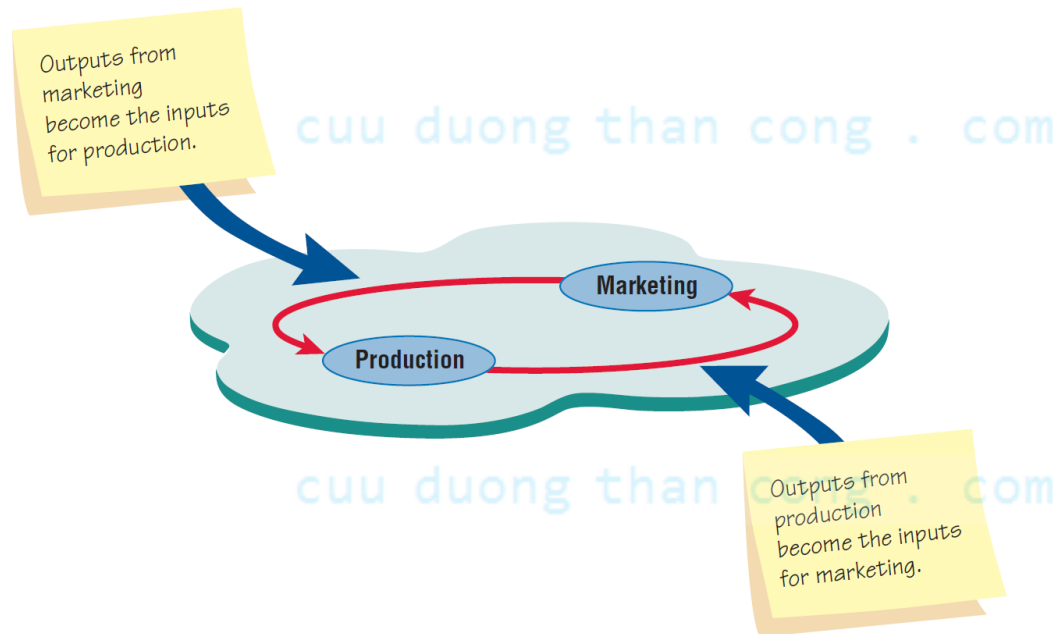 Outputs from
marketing
become the inputs
for production.
cuu duong than cong . com
Marketing
Production
cuu duong than cong . com
Outputs from
production
become the inputs
for marketing.